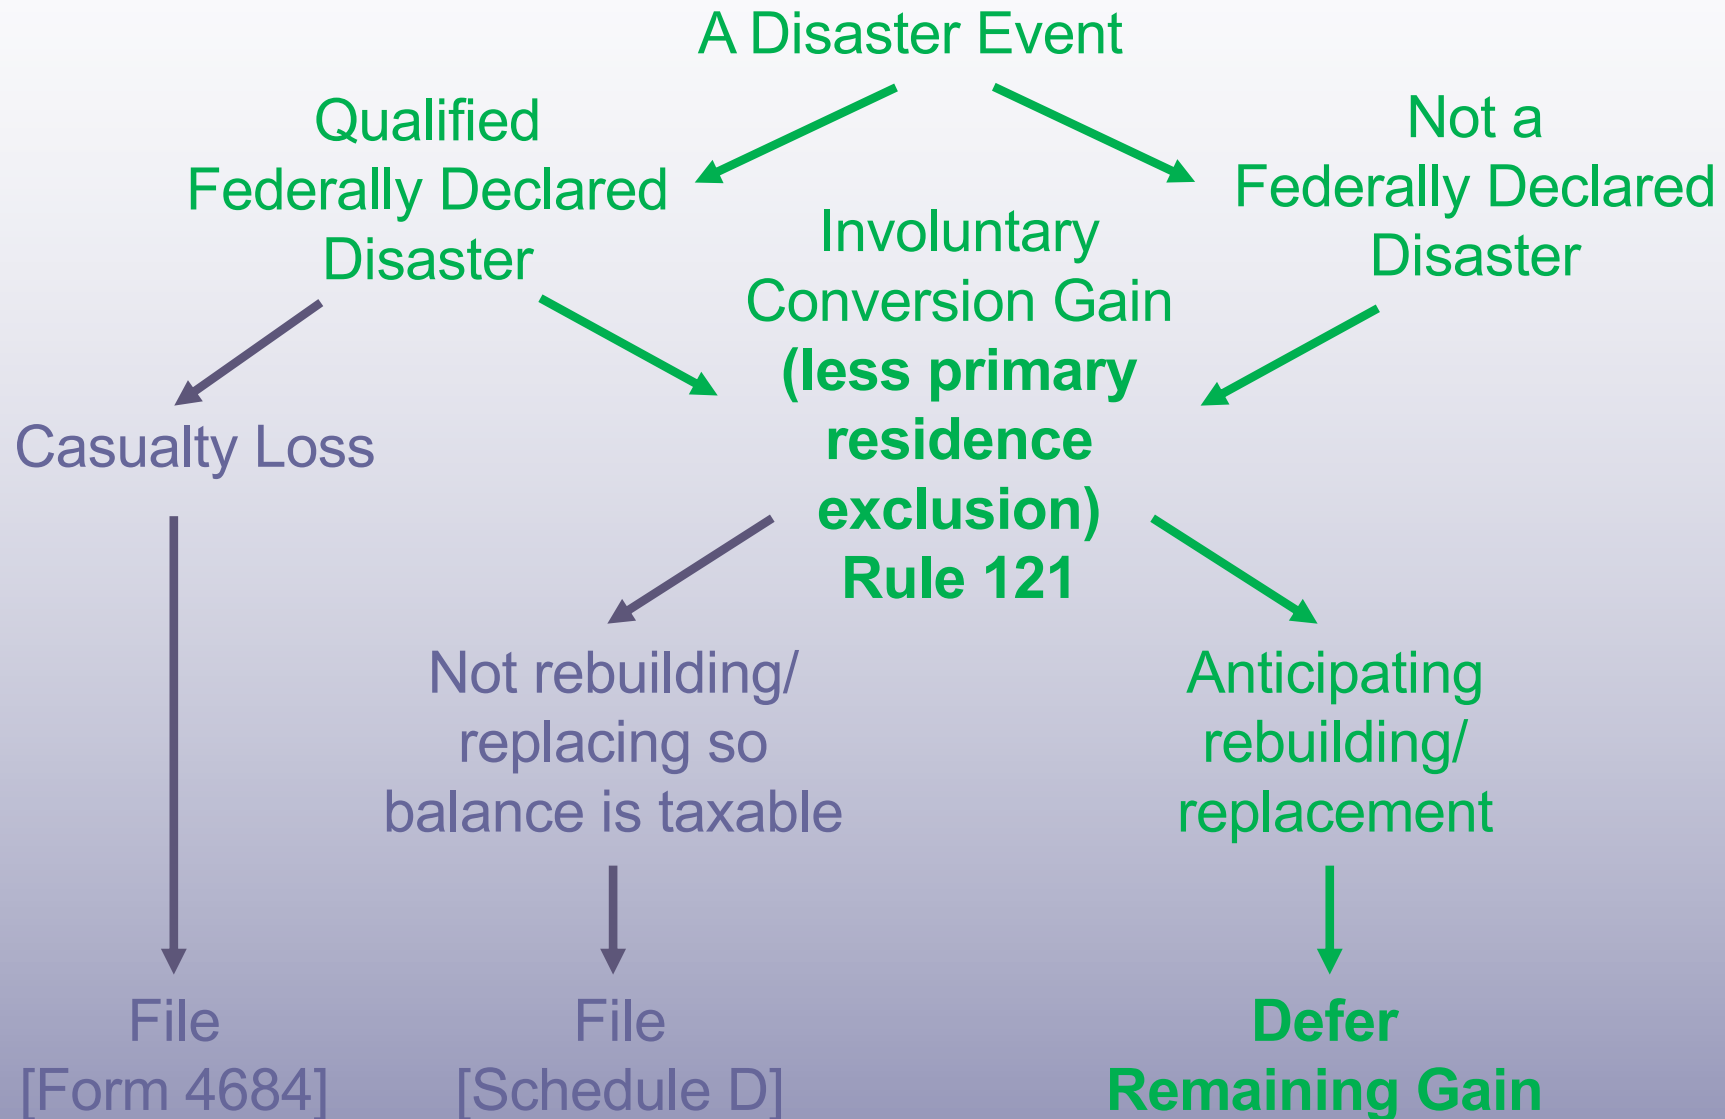 A Disaster Event
Qualified
Federally Declared
Disaster
Not a
Federally Declared
Disaster
Involuntary
Conversion Gain
(less primary
residence
exclusion)
Rule 121
Casualty Loss
Not rebuilding/
replacing so
balance is taxable
Anticipating
rebuilding/
replacement
File
[Form 4684]
File
[Schedule D]
Defer
Remaining Gain